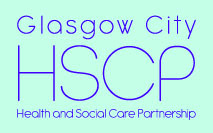 Glasgow City
HSCP
Health and Social Care Partnership